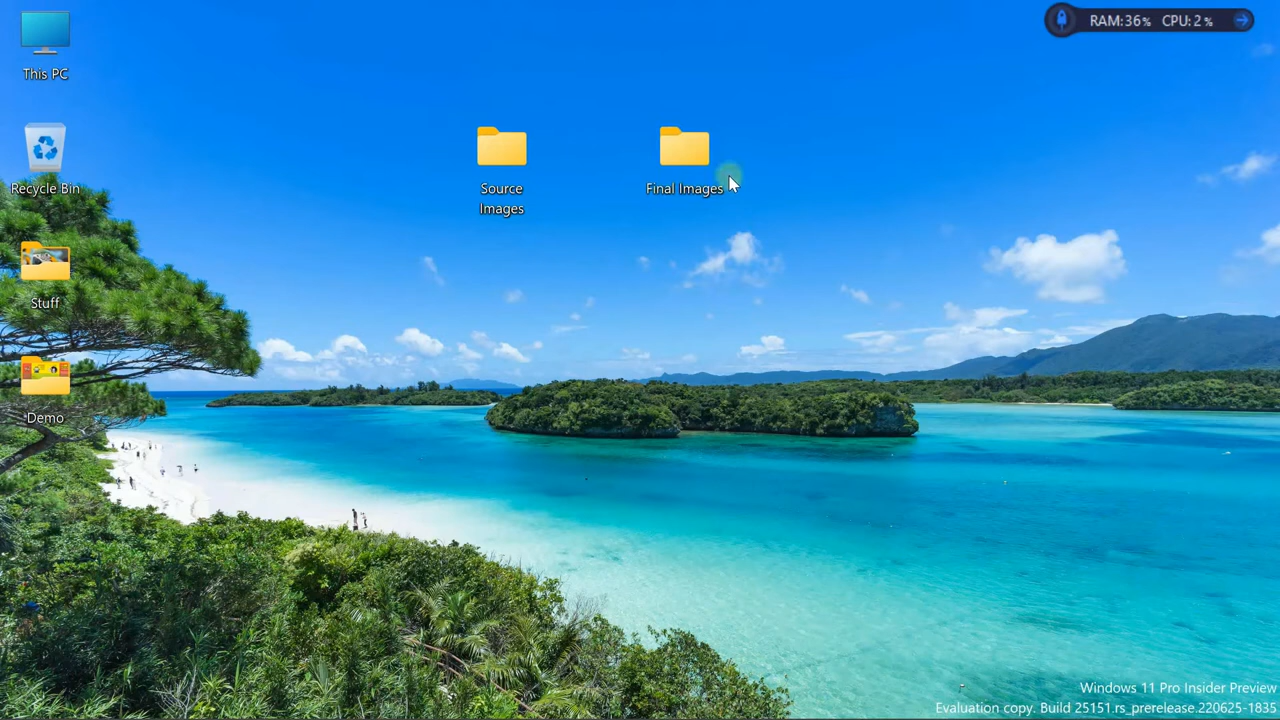 RAM:36% CPU:2%
This PC
Source
Images
Final Images
Recycle Bin
Stuff
Demo
Windows 11 Pro Insider Preview
Evaluation copy. Build 25151.rs_prerelease.220625-1835